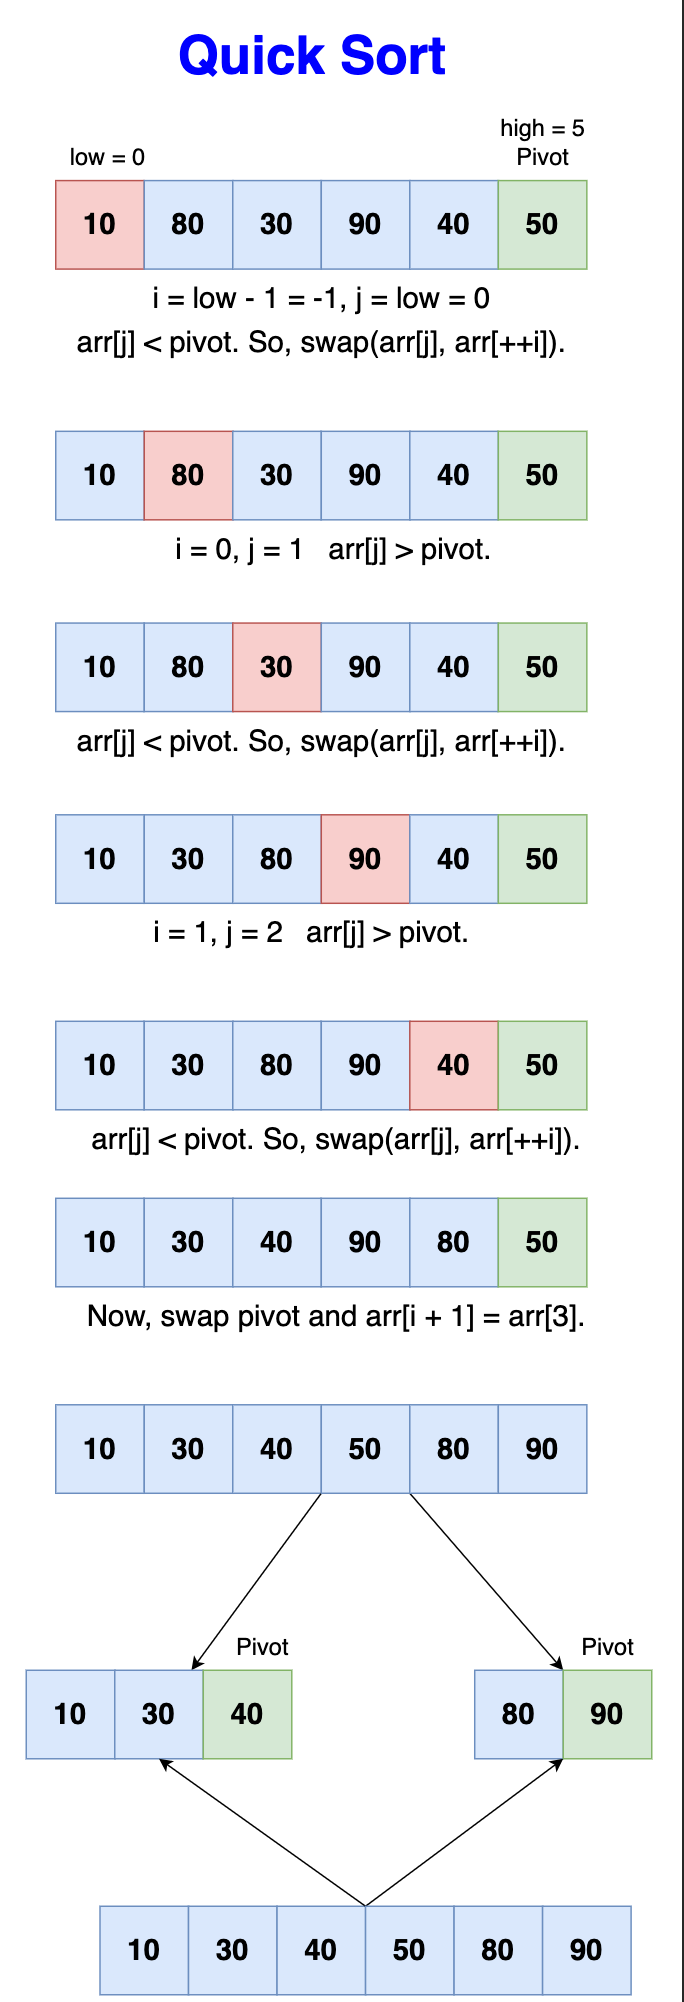 Quick Sort
high = 5
low = 0 Pivot
10 80 30 90 40 50
i = low - 1 = -1, j = low = 0
arr[j] < pivot. So, swap(arr[j], arr[++i]).
10 80 30 90 40 50
i = 0, j = 1 arr[j] > pivot.
10 80 30 90 40 50
arr[j] < pivot. So, swap(arr[j], arr[++i]).
10 30 80 90 40 50
i = 1, j = 2 arr[j] > pivot.
10 30 80 90 40 50
arr[j] < pivot. So, swap(arr[j], arr[++i]).
10 30 40 90 80 50
Now, swap pivot and arr[i + 1] = arr[3].
10 30 40 50 80 90
Pivot Pivot
10 30 40 80 90
10 30 40 50 80 90